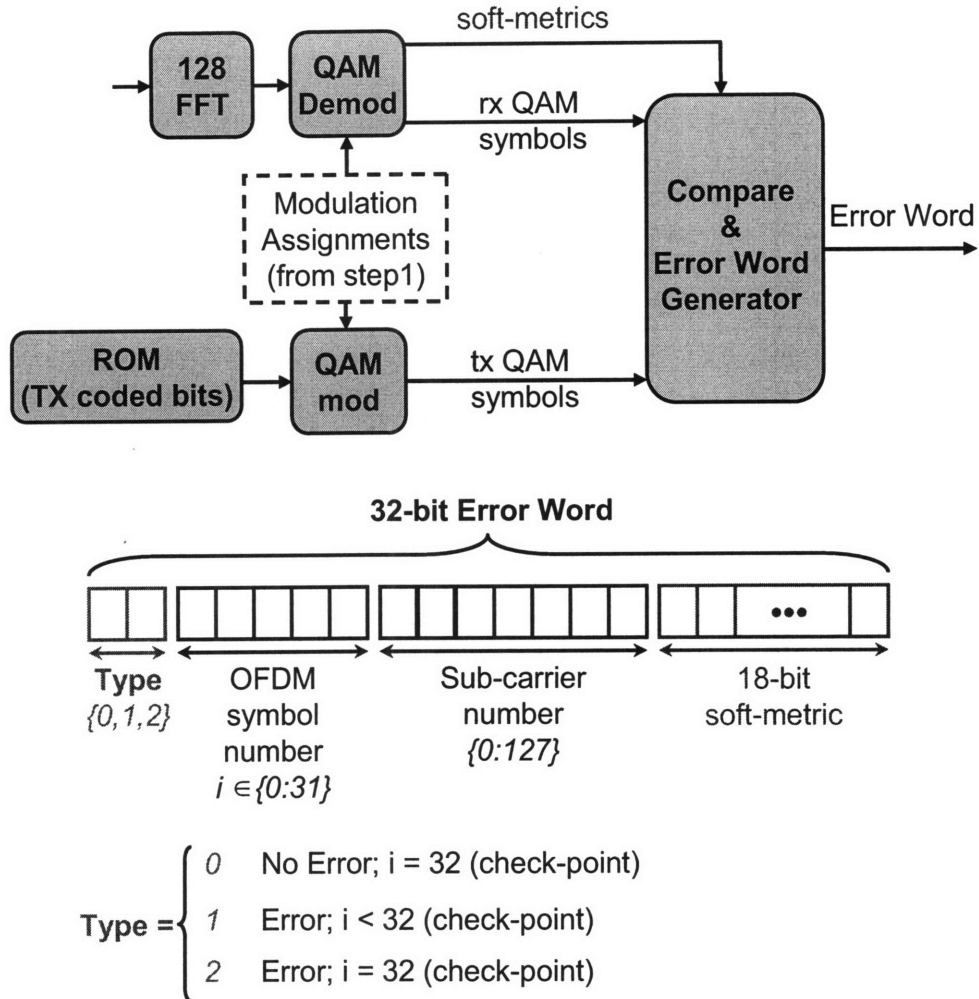 soft-metrics
128
FFT
QAM
Demod
rx QAM
symbols
Modulation
Assignments
(from step1)
Compare
&
Error Word
Generator
Error Word
ROM
(TX coded bits)
QAM
mod
tx QAM
symbols
32-bit Error Word
•••
Type
{0,1,2}
OFDM
symbol
number
i ∈{0:31}
Sub-carrier
number
{0:127}
18-bit
soft-metric
Type =
0 No Error; i = 32 (check-point)
1 Error; i < 32 (check-point)
2 Error; i = 32 (check-point)